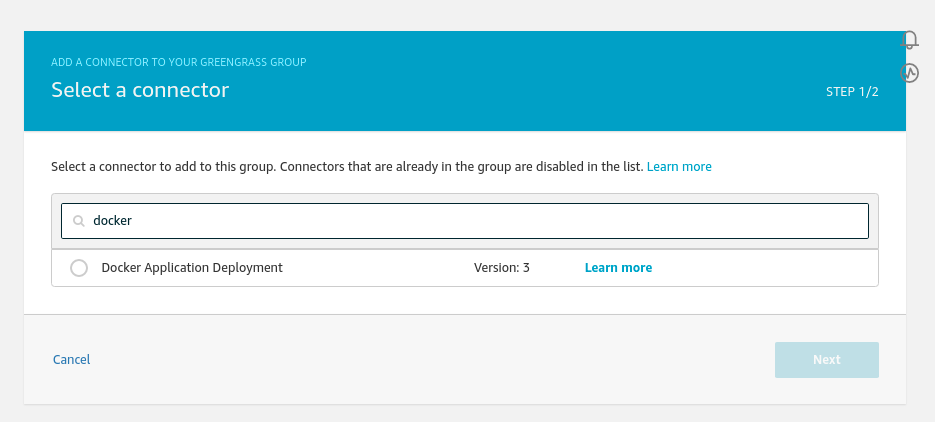 ADD A CONNECTOR TO YOUR GREENGRASS GROUP
Select a connector
STEP 1/2
Select a connector to add to this group. Connectors that are already in the group are disabled in the list. Learn more
docker
Docker Application Deployment Version: 3 Learn more
Cancel Next